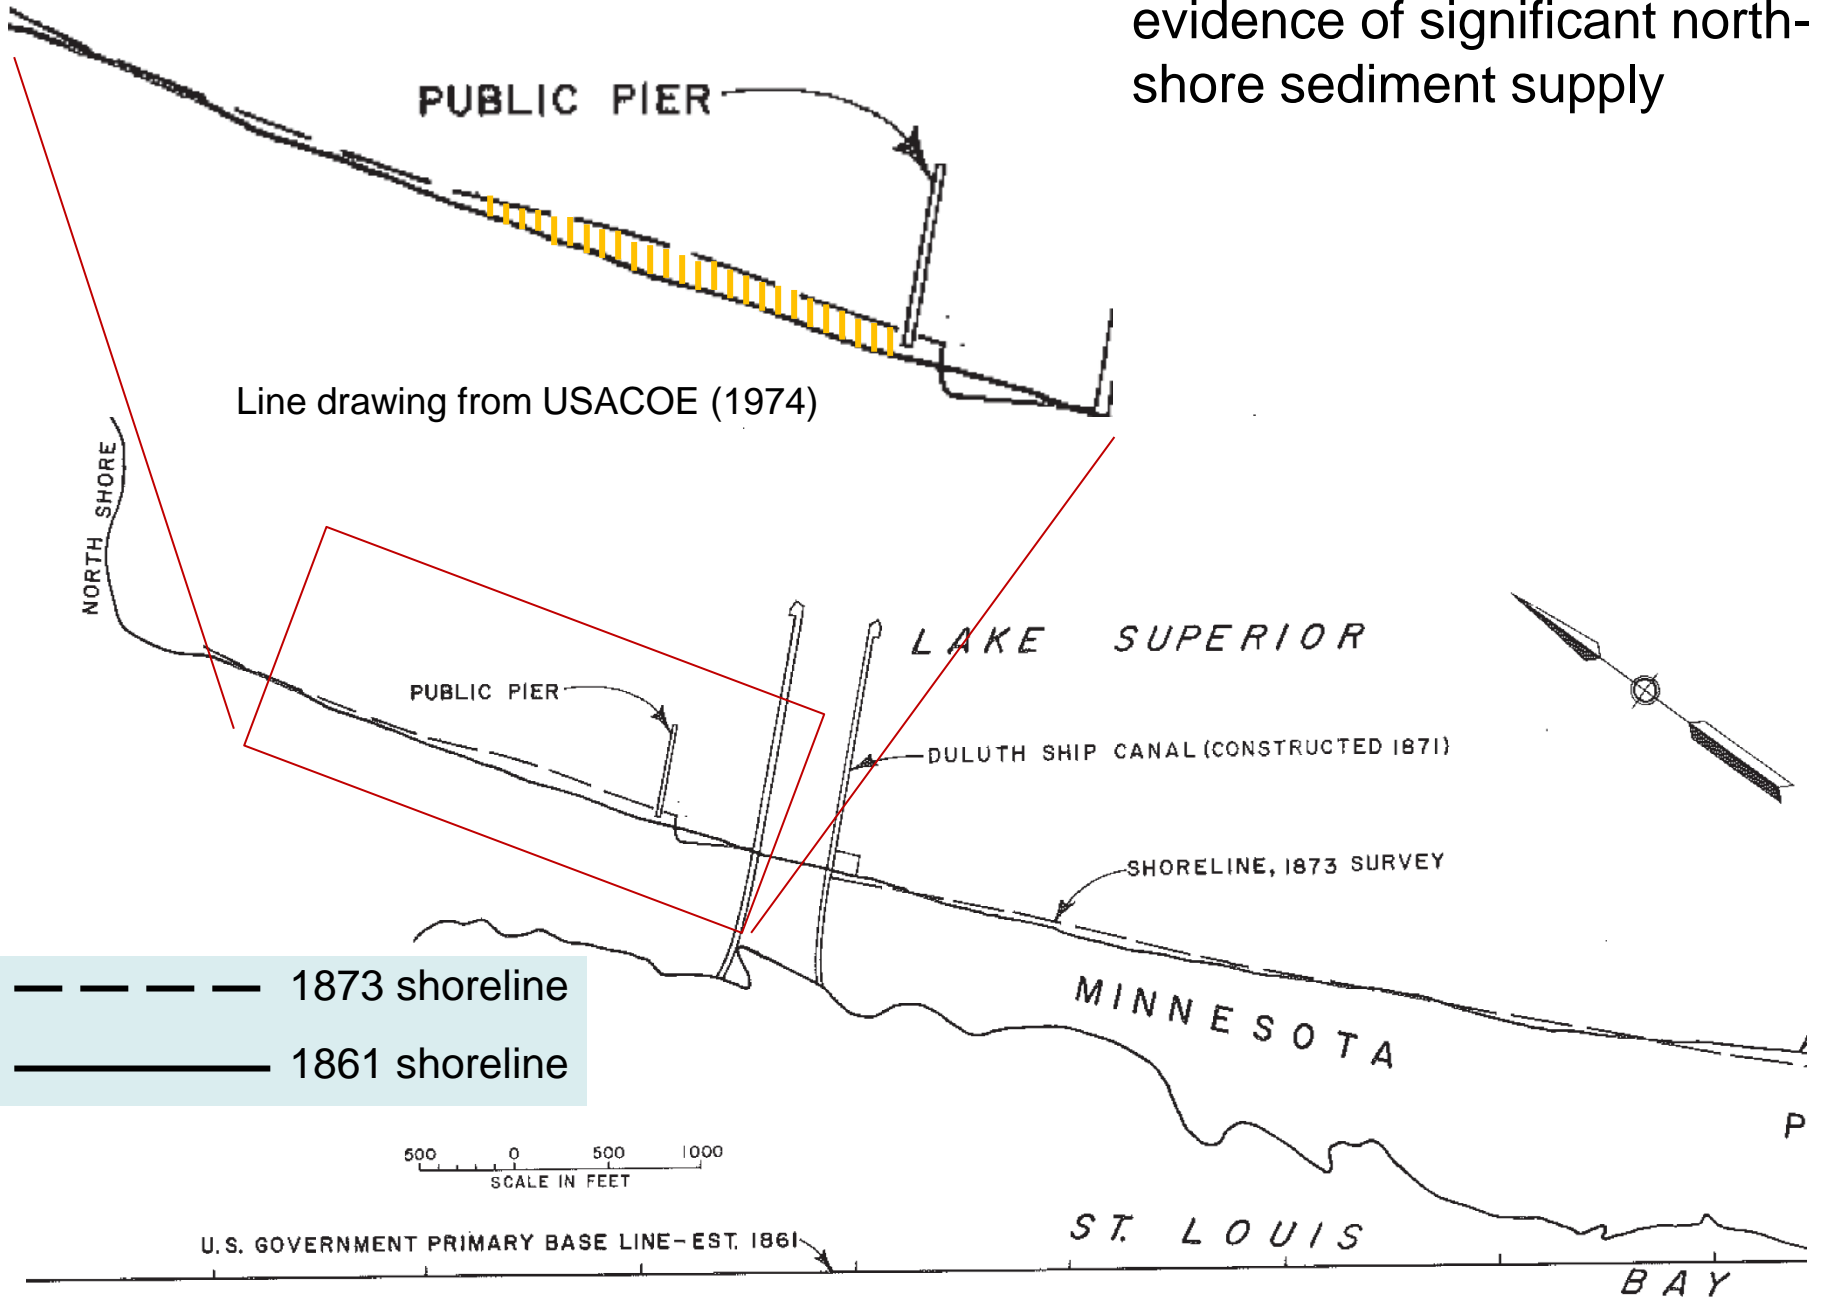 evidence of significant north-
shore sediment supply
PUBLIC PIER
Line drawing from USACOE (1974)
NORTH SHORE
LAKE SUPERIOR
PUBLIC PIER
DULUTH SHIP CANAL (CONSTRUCTED 1871)
SHORELINE, 1873 SURVEY
MINNESOTA
1873 shoreline
1861 shoreline
P
500 0 500 1000
SCALE IN FEET
ST. LOUIS
U.S. GOVERNMENT PRIMARY BASE LINE-EST. 1861
BAY